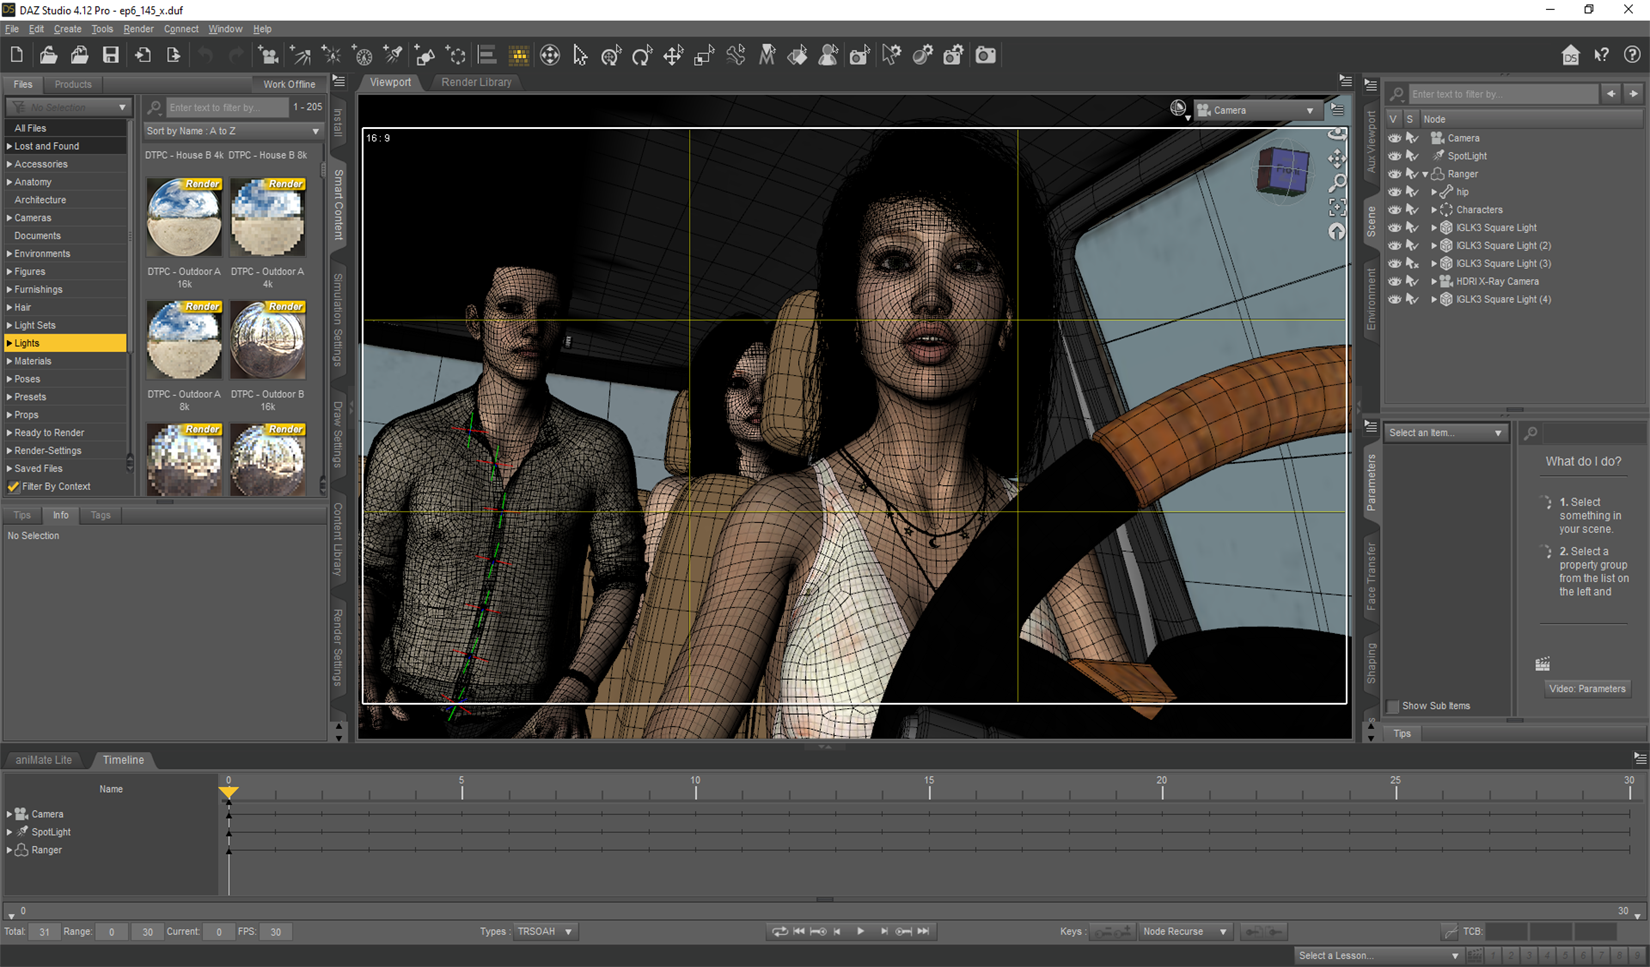 DAZ Studio 4.12 Pro - ep6_145_x.duf
File Edit Create Tools Render Connect Window Help
Files Products Work Offline
No Selection
Enter text to filter by... 1 - 205
Sort by Name : A to Z
All Files
Lost and Found
Accessories
Anatomy
Architecture
Cameras
Documents
Environments
Figures
Furnishings
Hair
Light Sets
Lights
Materials
Poses
Presets
Props
Ready to Render
Render-Settings
Saved Files
Filter By Context
DTPC - House B 4k DTPC - House B 8k
Render Render
DTPC - Outdoor A 16k
DTPC - Outdoor A 4k
Render Render
DTPC - Outdoor A 8k
DTPC - Outdoor B 16k
Render Render
Tips Info Tags
No Selection
Install
Smart Content
Simulation Settings
Draw Settings
Content Library
Render Settings
Viewport Render Library
16 : 9
Camera
Aux Viewport
Scene
Environment
Enter text to filter by...
V S Node
Camera
SpotLight
Ranger
hip
Characters
IGLK3 Square Light
IGLK3 Square Light (2)
IGLK3 Square Light (3)
HDRI X-Ray Camera
IGLK3 Square Light (4)
Parameters
Face Transfer
Shaping
Select an Item...
What do I do?
1. Select
something in
your scene.
2. Select a
property group
from the list on
the left and
Video: Parameters
Show Sub Items
Tips
aniMate Lite Timeline
Name
0 5 10 15 20 25 30
Camera
SpotLight
Ranger
0 30
Total: 31 Range: 0 30 Current: 0 FPS: 30 Types : TRSOAH Keys : Node Recurse TCB:
Select a Lesson... 1 2 3 4 5 6 7 8